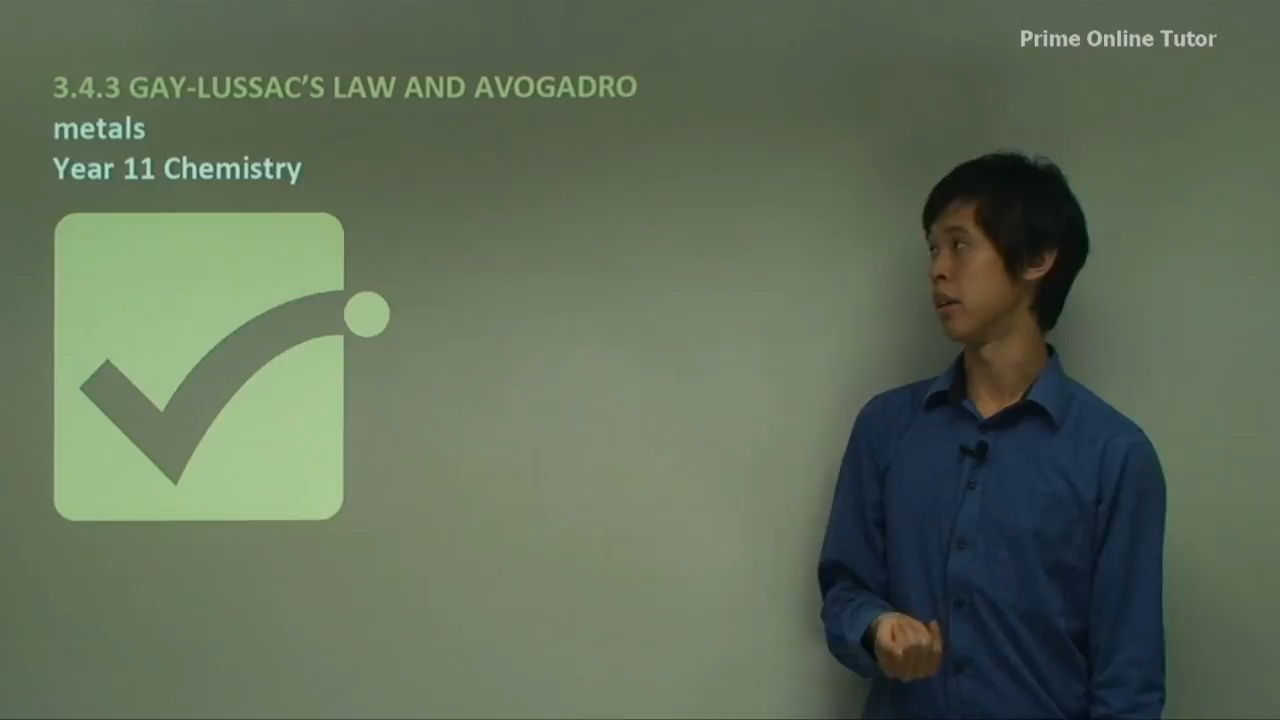 Prime Online Tutor
3.4.3 GAY-LUSSAC’S LAW AND AVOGADRO
metals
Year 11 Chemistry